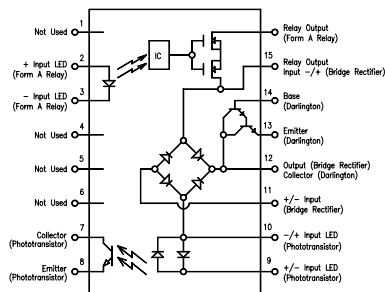 1
Not Used
2
+ Input LED
(Form A Relay)
3
− Input LED
(Form A Relay)
4
Not Used
5
Not Used
6
Not Used
7
Collector
(Phototransistor)
8
Emitter
(Phototransistor)
IC
Relay Output
(Form A Relay)
15
Relay Output
Input −/+ (Bridge Rectifier)
14
Base
(Darlington)
13
Emitter
(Darlington)
12
Output (Bridge Rectifier)
Collector (Darlington)
11
+/− Input
(Bridge Rectifier)
10
−/+ Input LED
(Phototransistor)
9
+/− Input LED
(Phototransistor)